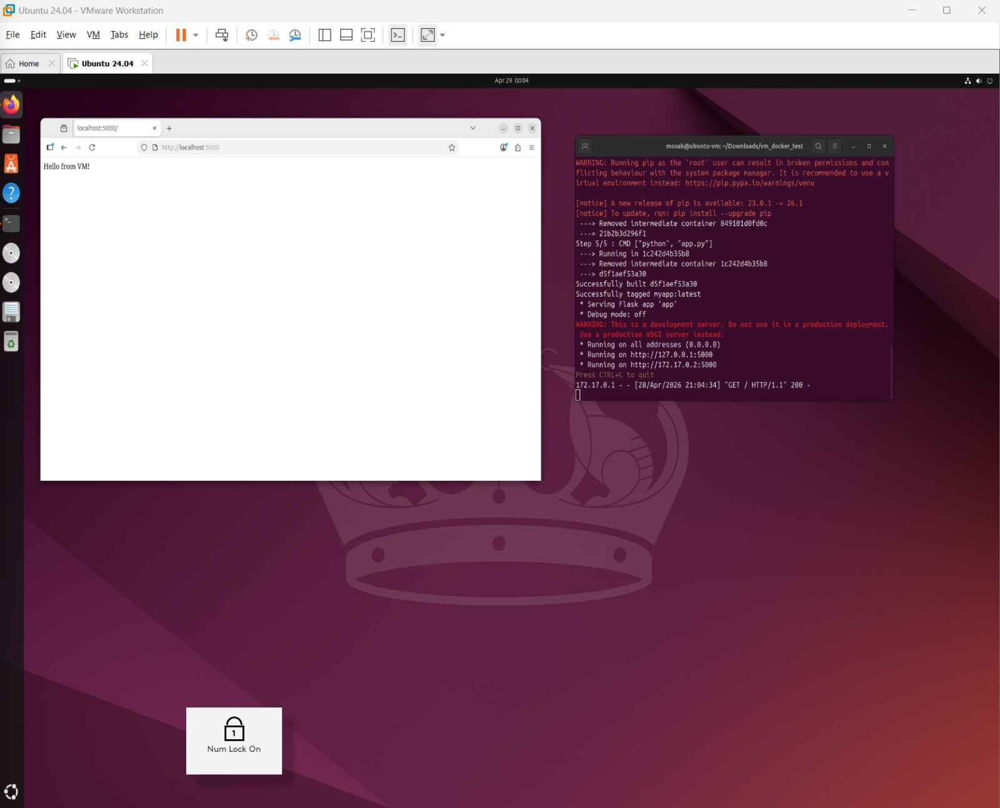 Ubuntu 24.04 - VMware Workstation
File Edit View VM Tabs Help
Home
Ubuntu 24.04
Apr 29 00:04
localhost:5000/
http://localhost:5000
Hello from VM!
mosab@ubuntu-vm: ~/Downloads/vm_docker_test
WARNING: Running pip as the 'root' user can result in broken permissions and con
flicting behaviour with the system package manager. It is recommended to use a v
irtual environment instead: https://pip.pypa.io/warnings/venv
[notice] A new release of pip is available: 23.0.1 -> 26.1
[notice] To update, run: pip install --upgrade pip
---> Removed intermediate container 849101d0fd0c
---> 21b2b3d296f1
Step 5/5 : CMD ["python", "app.py"]
---> Running in 1c242d4b35b8
---> Removed intermediate container 1c242d4b35b8
---> d5f1aef53a30
Successfully built d5f1aef53a30
Successfully tagged myapp:latest
* Serving Flask app 'app'
* Debug mode: off
WARNING: This is a development server. Do not use it in a production deployment.
Use a production WSGI server instead.
* Running on all addresses (0.0.0.0)
* Running on http://127.0.0.1:5000
* Running on http://172.17.0.2:5000
Press CTRL+C to quit
172.17.0.1 - - [28/Apr/2026 21:04:34] "GET / HTTP/1.1" 200 -
1
Num Lock On